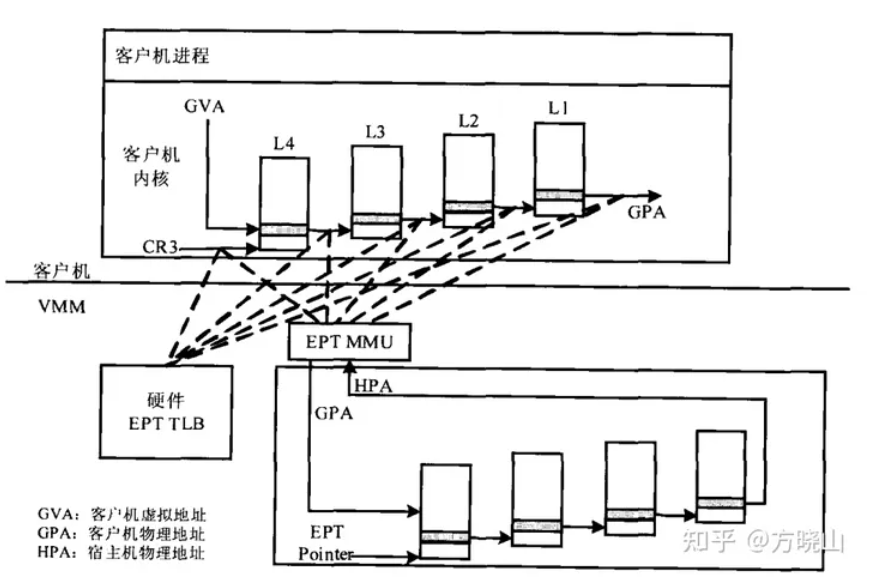 客户机进程
GVA
L4
L3
L2
L1
客户机
内核
GPA
CR3
客户机
VMM
EPT MMU
HPA
GPA
硬件
EPT TLB
GVA：客户机虚拟地址
GPA：客户机物理地址
HPA：宿主机物理地址
EPT
Pointer
知乎 @方晓山